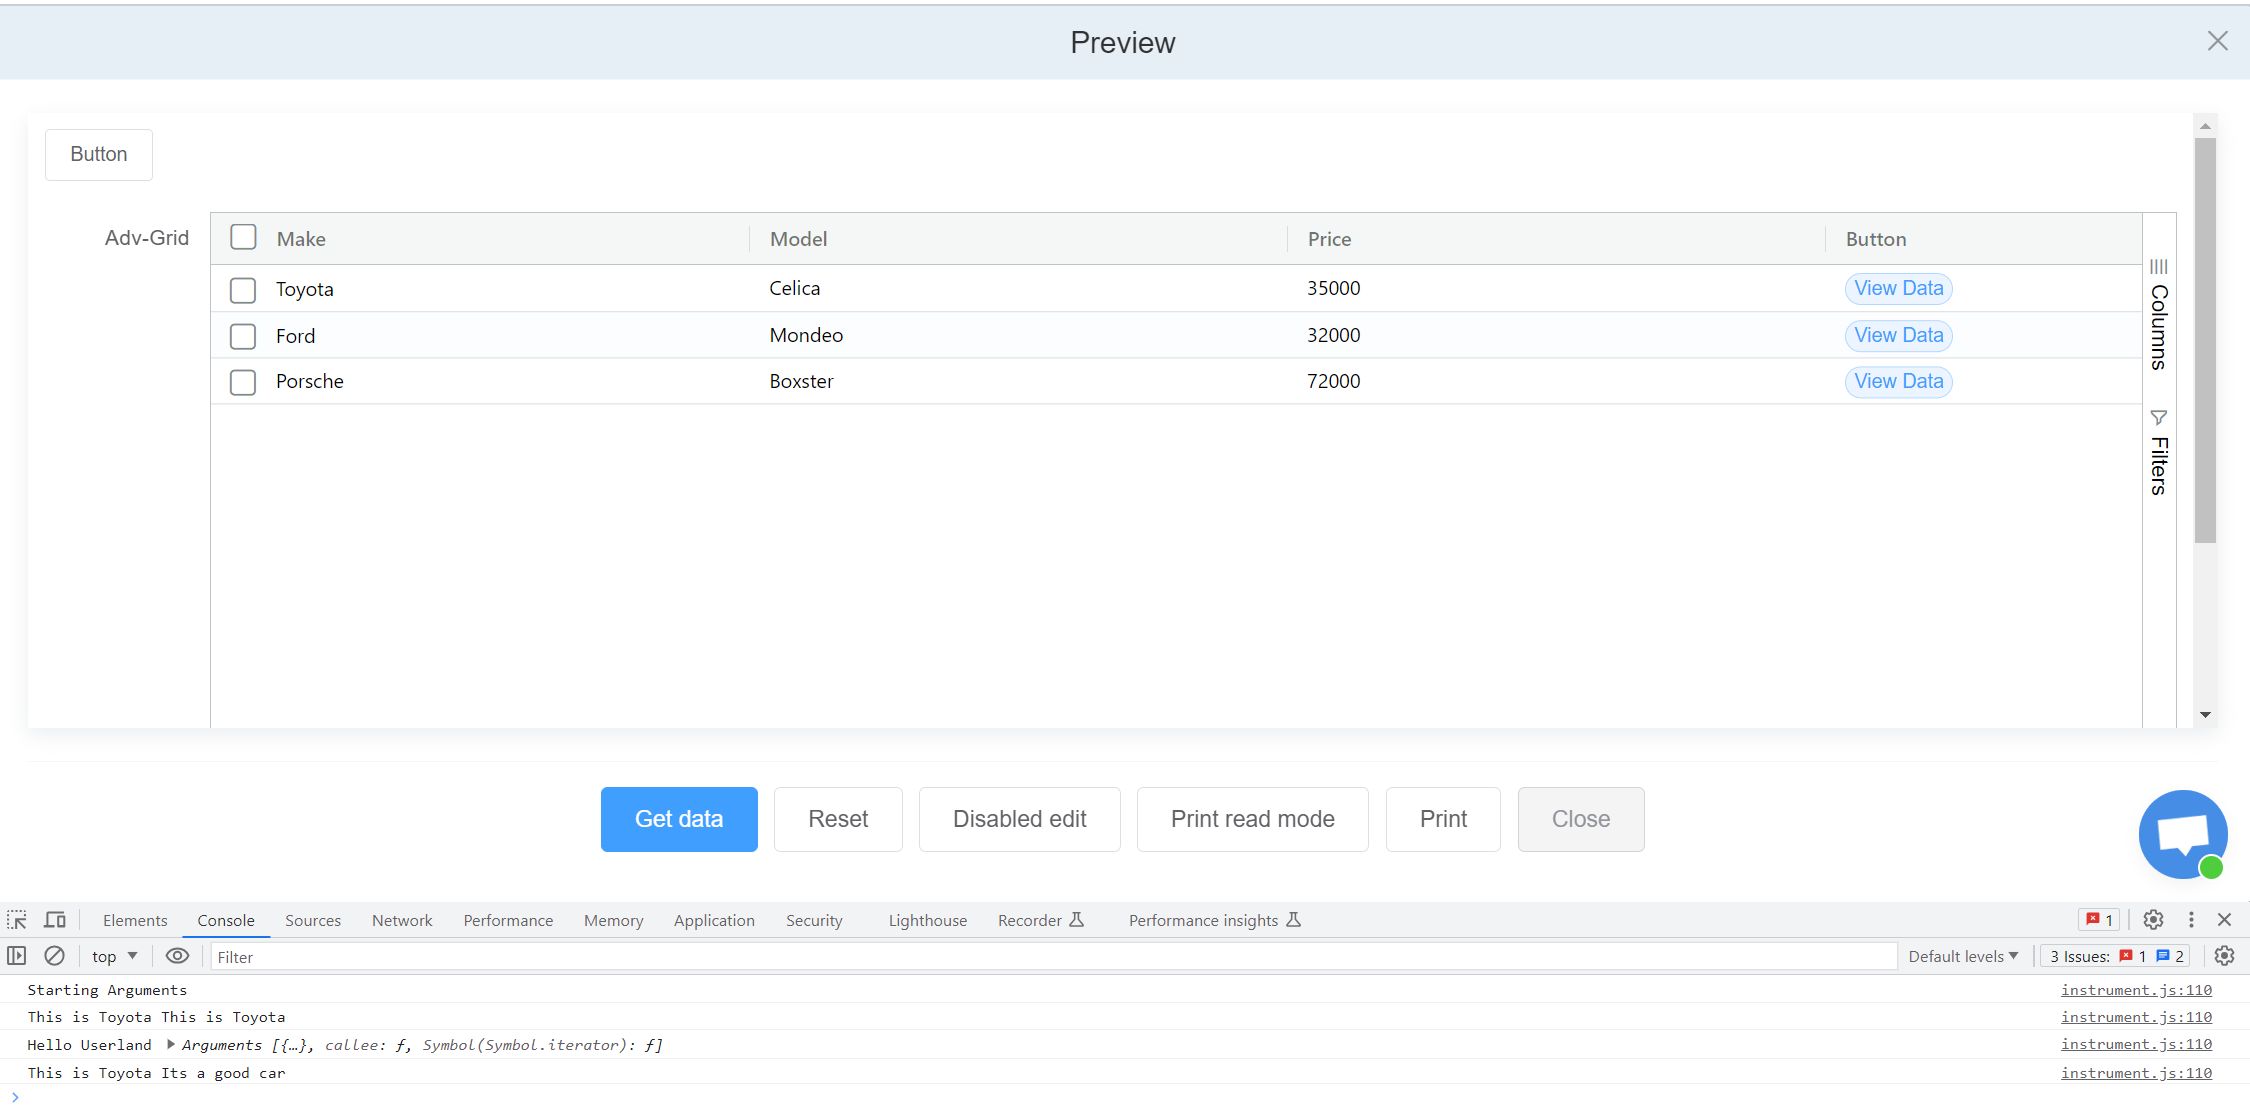 Preview
Button
Adv-Grid
Make Model Price Button
Toyota Celica 35000 View Data
Ford Mondeo 32000 View Data
Porsche Boxster 72000 View Data
Columns
Filters
Get data Reset Disabled edit Print read mode Print Close
Elements Console Sources Network Performance Memory Application Security Lighthouse Recorder Performance insights 1
top Filter Default levels 3 Issues: 1 2
Starting Arguments instrument.js:110
This is Toyota This is Toyota instrument.js:110
Hello Userland Arguments [{…}, callee: ƒ, Symbol(Symbol.iterator): ƒ] instrument.js:110
This is Toyota Its a good car instrument.js:110